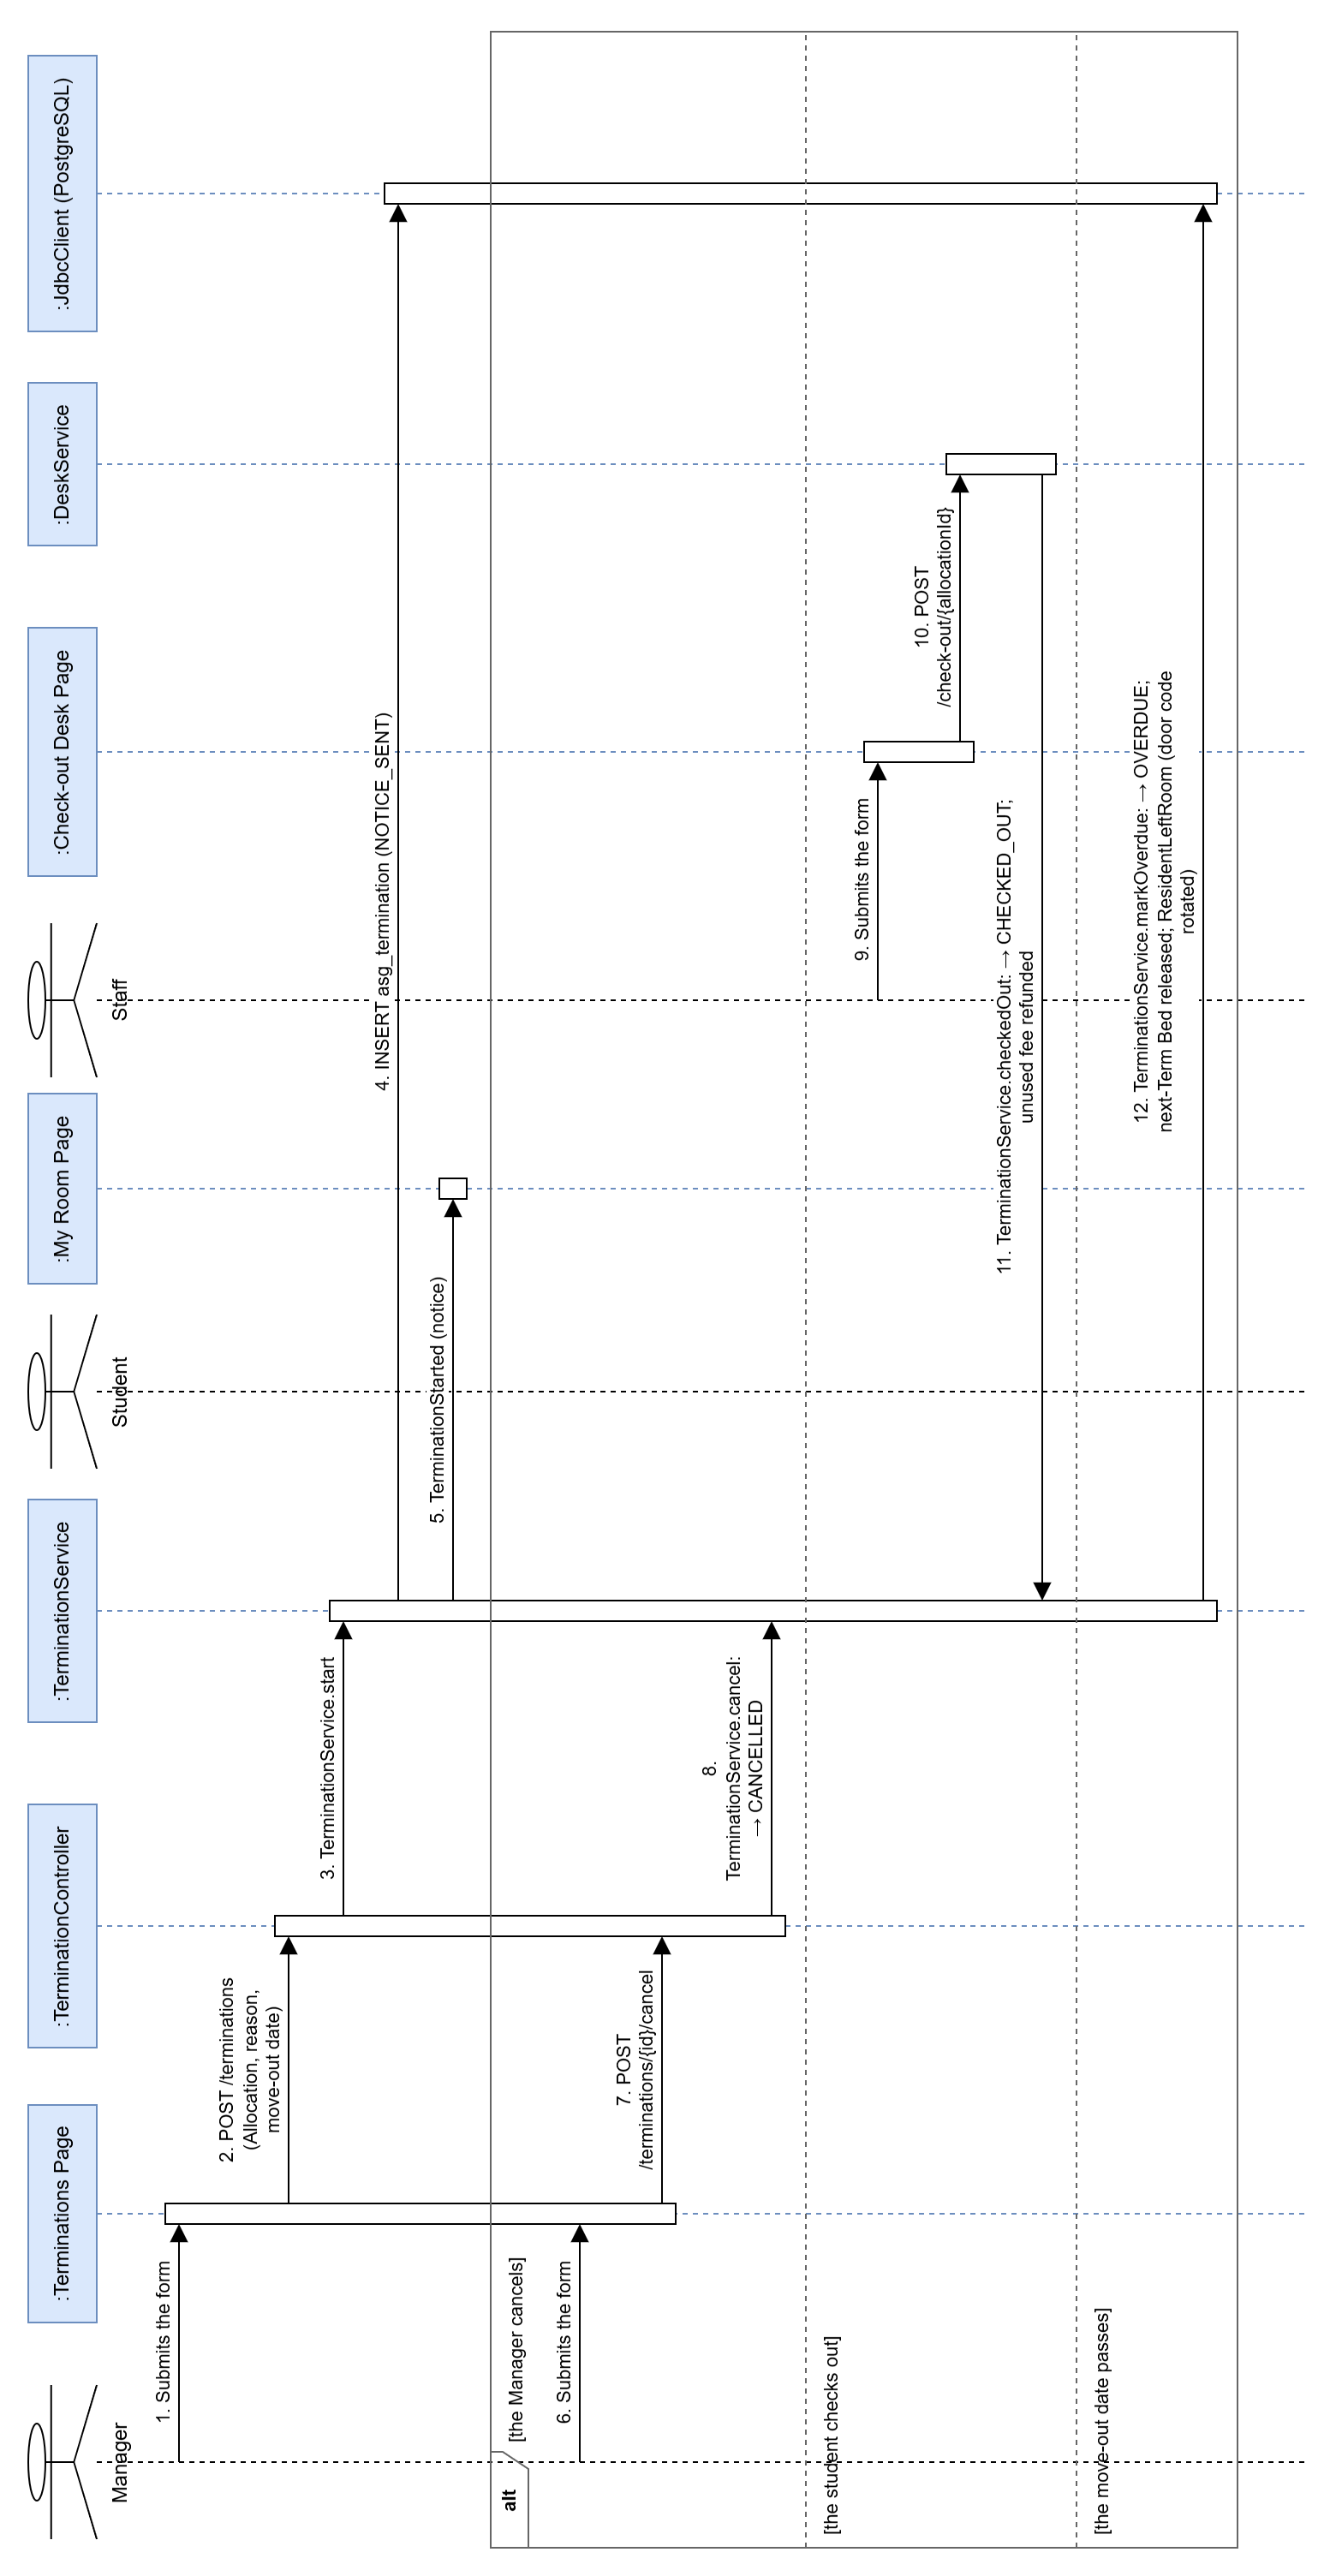 Manager
:Terminations Page
:TerminationController
:TerminationService
Student
:My Room Page
Staff
:Check-out Desk Page
:DeskService
:JdbcClient (PostgreSQL)
1. Submits the form
2. POST /terminations
(Allocation, reason,
move-out date)
3. TerminationService.start
4. INSERT asg_termination (NOTICE_SENT)
5. TerminationStarted (notice)
alt
[the Manager cancels]
6. Submits the form
7. POST
/terminations/{id}/cancel
8.
TerminationService.cancel:
→ CANCELLED
[the student checks out]
9. Submits the form
10. POST
/check-out/{allocationId}
11. TerminationService.checkedOut: → CHECKED_OUT;
unused fee refunded
[the move-out date passes]
12. TerminationService.markOverdue: → OVERDUE;
next-Term Bed released; ResidentLeftRoom (door code
rotated)